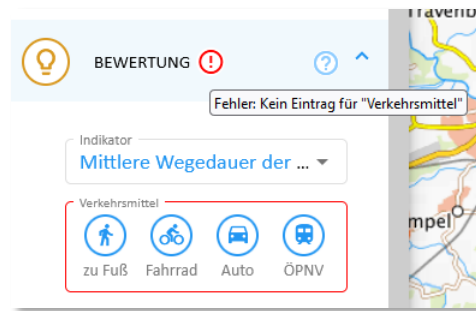 Travenb
BEWERTUNG
Fehler: Kein Eintrag für "Verkehrsmittel"
Indikator
Mittlere Wegedauer der ...
Verkehrsmittel
mpel
zu Fuß Fahrrad Auto ÖPNV